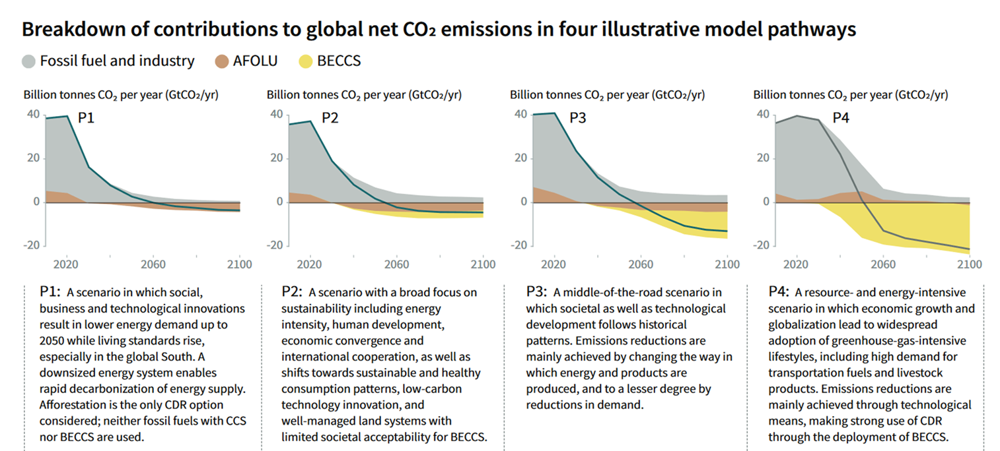 Breakdown of contributions to global net CO₂ emissions in four illustrative model pathways
Fossil fuel and industry AFOLU BECCS
Billion tonnes CO₂ per year (GtCO₂/yr)
P1
40
20
0
-20
2020 2060 2100
Billion tonnes CO₂ per year (GtCO₂/yr)
P2
40
20
0
-20
2020 2060 2100
Billion tonnes CO₂ per year (GtCO₂/yr)
P3
40
20
0
-20
2020 2060 2100
Billion tonnes CO₂ per year (GtCO₂/yr)
P4
40
20
0
-20
2020 2060 2100
P1: A scenario in which social,
business and technological innovations
result in lower energy demand up to
2050 while living standards rise,
especially in the global South. A
downsized energy system enables
rapid decarbonization of energy supply.
Afforestation is the only CDR option
considered; neither fossil fuels with CCS
nor BECCS are used.
P2: A scenario with a broad focus on
sustainability including energy
intensity, human development,
economic convergence and
international cooperation, as well as
shifts towards sustainable and healthy
consumption patterns, low-carbon
technology innovation, and
well-managed land systems with
limited societal acceptability for BECCS.
P3: A middle-of-the-road scenario in
which societal as well as technological
development follows historical
patterns. Emissions reductions are
mainly achieved by changing the way in
which energy and products are
produced, and to a lesser degree by
reductions in demand.
P4: A resource- and energy-intensive
scenario in which economic growth and
globalization lead to widespread
adoption of greenhouse-gas-intensive
lifestyles, including high demand for
transportation fuels and livestock
products. Emissions reductions are
mainly achieved through technological
means, making strong use of CDR
through the deployment of BECCS.